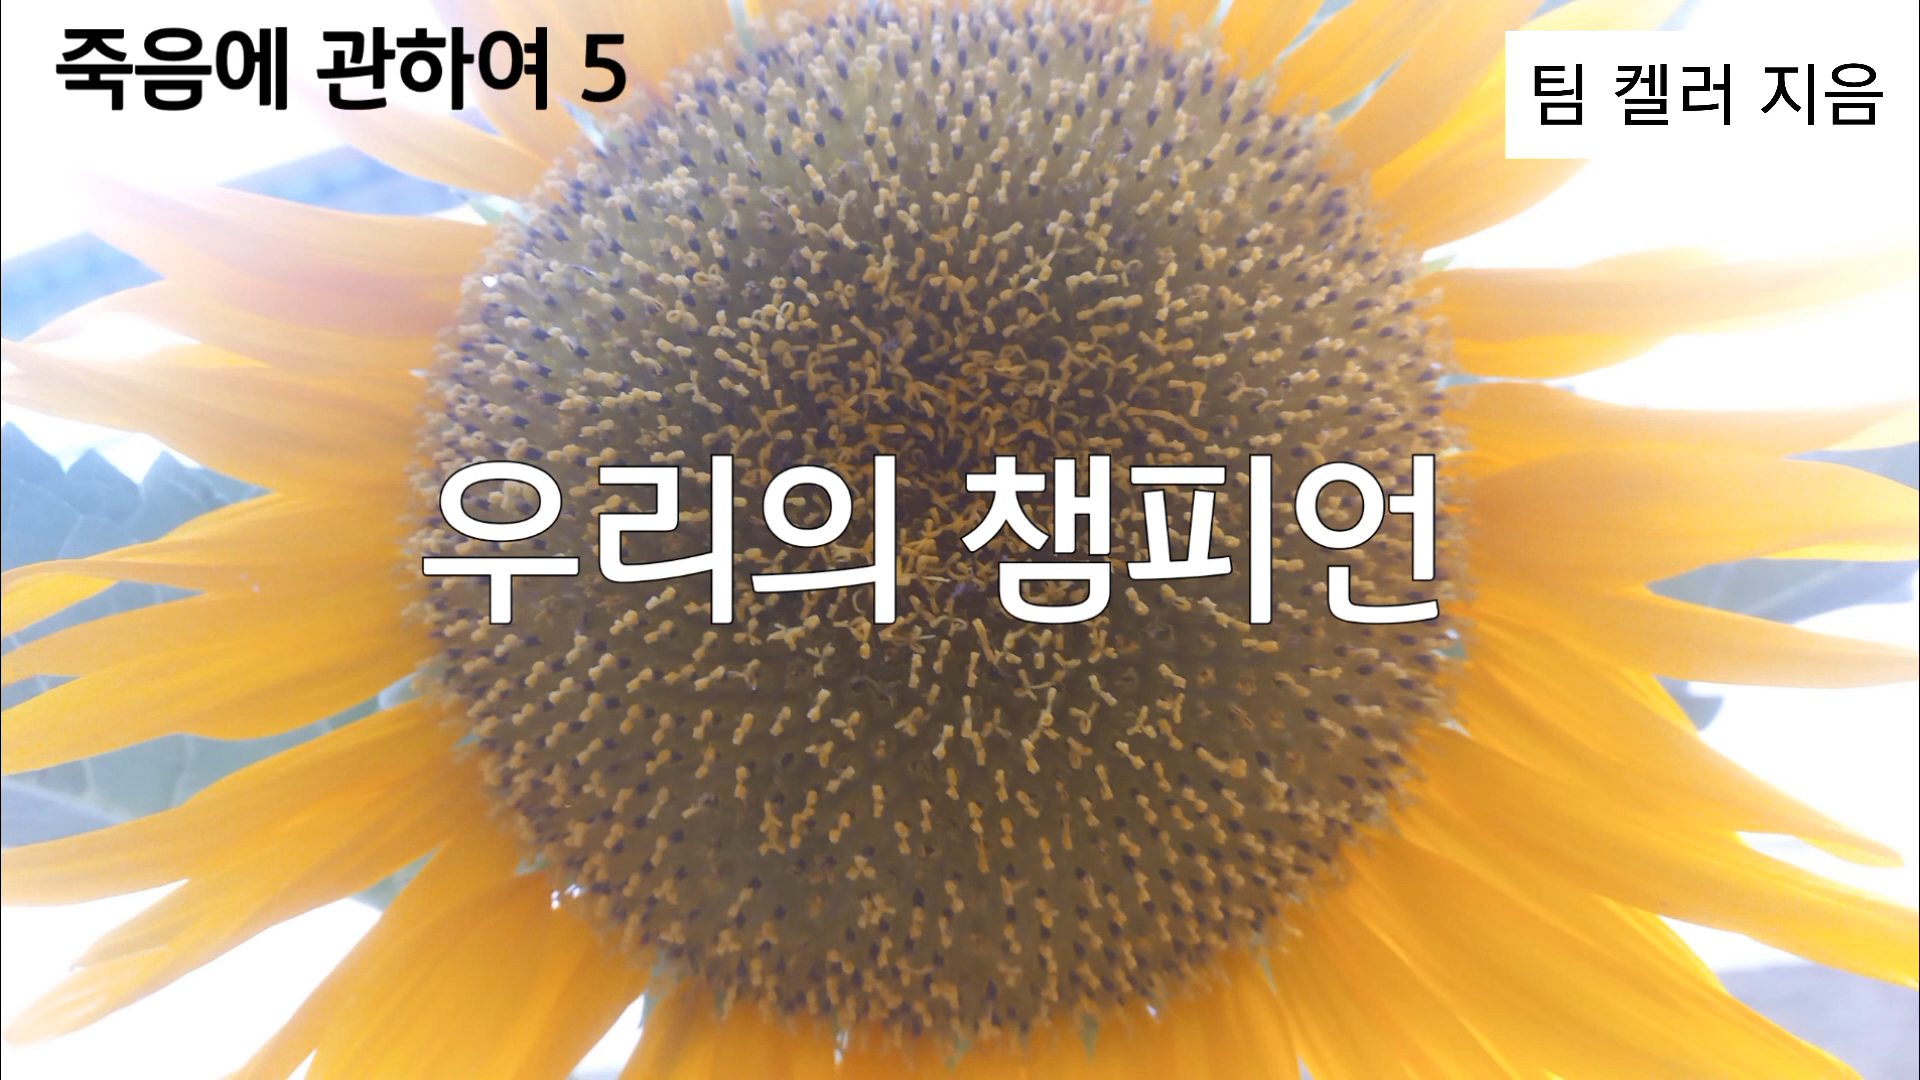 죽음에 관하여 5
팀 켈러 지음
우리의 챔피언